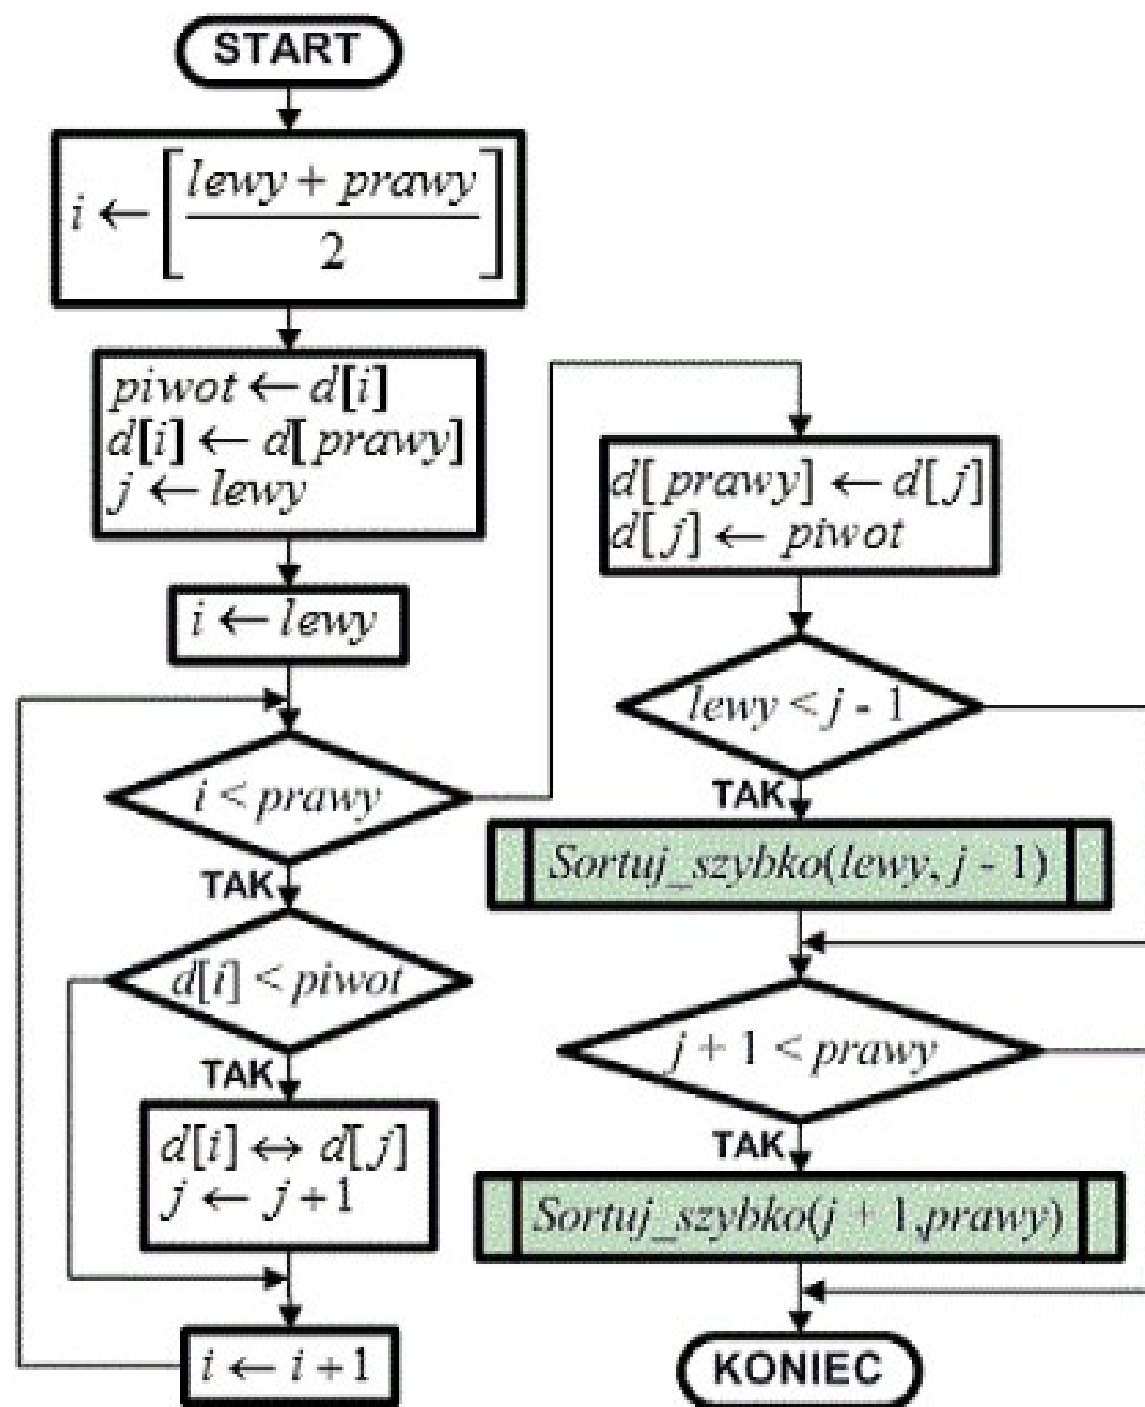 START
i ← [ lewy + prawy
2 ]
piwot ← d[i]
d[i] ← d[prawy]
j ← lewy
i ← lewy
i < prawy
TAK
d[i] < piwot
TAK
d[i] ↔ d[j]
j ← j + 1
i ← i + 1
d[prawy] ← d[j]
d[j] ← piwot
lewy < j - 1
TAK
Sortuj_szybko(lewy, j - 1)
j + 1 < prawy
TAK
Sortuj_szybko(j + 1,prawy)
KONIEC